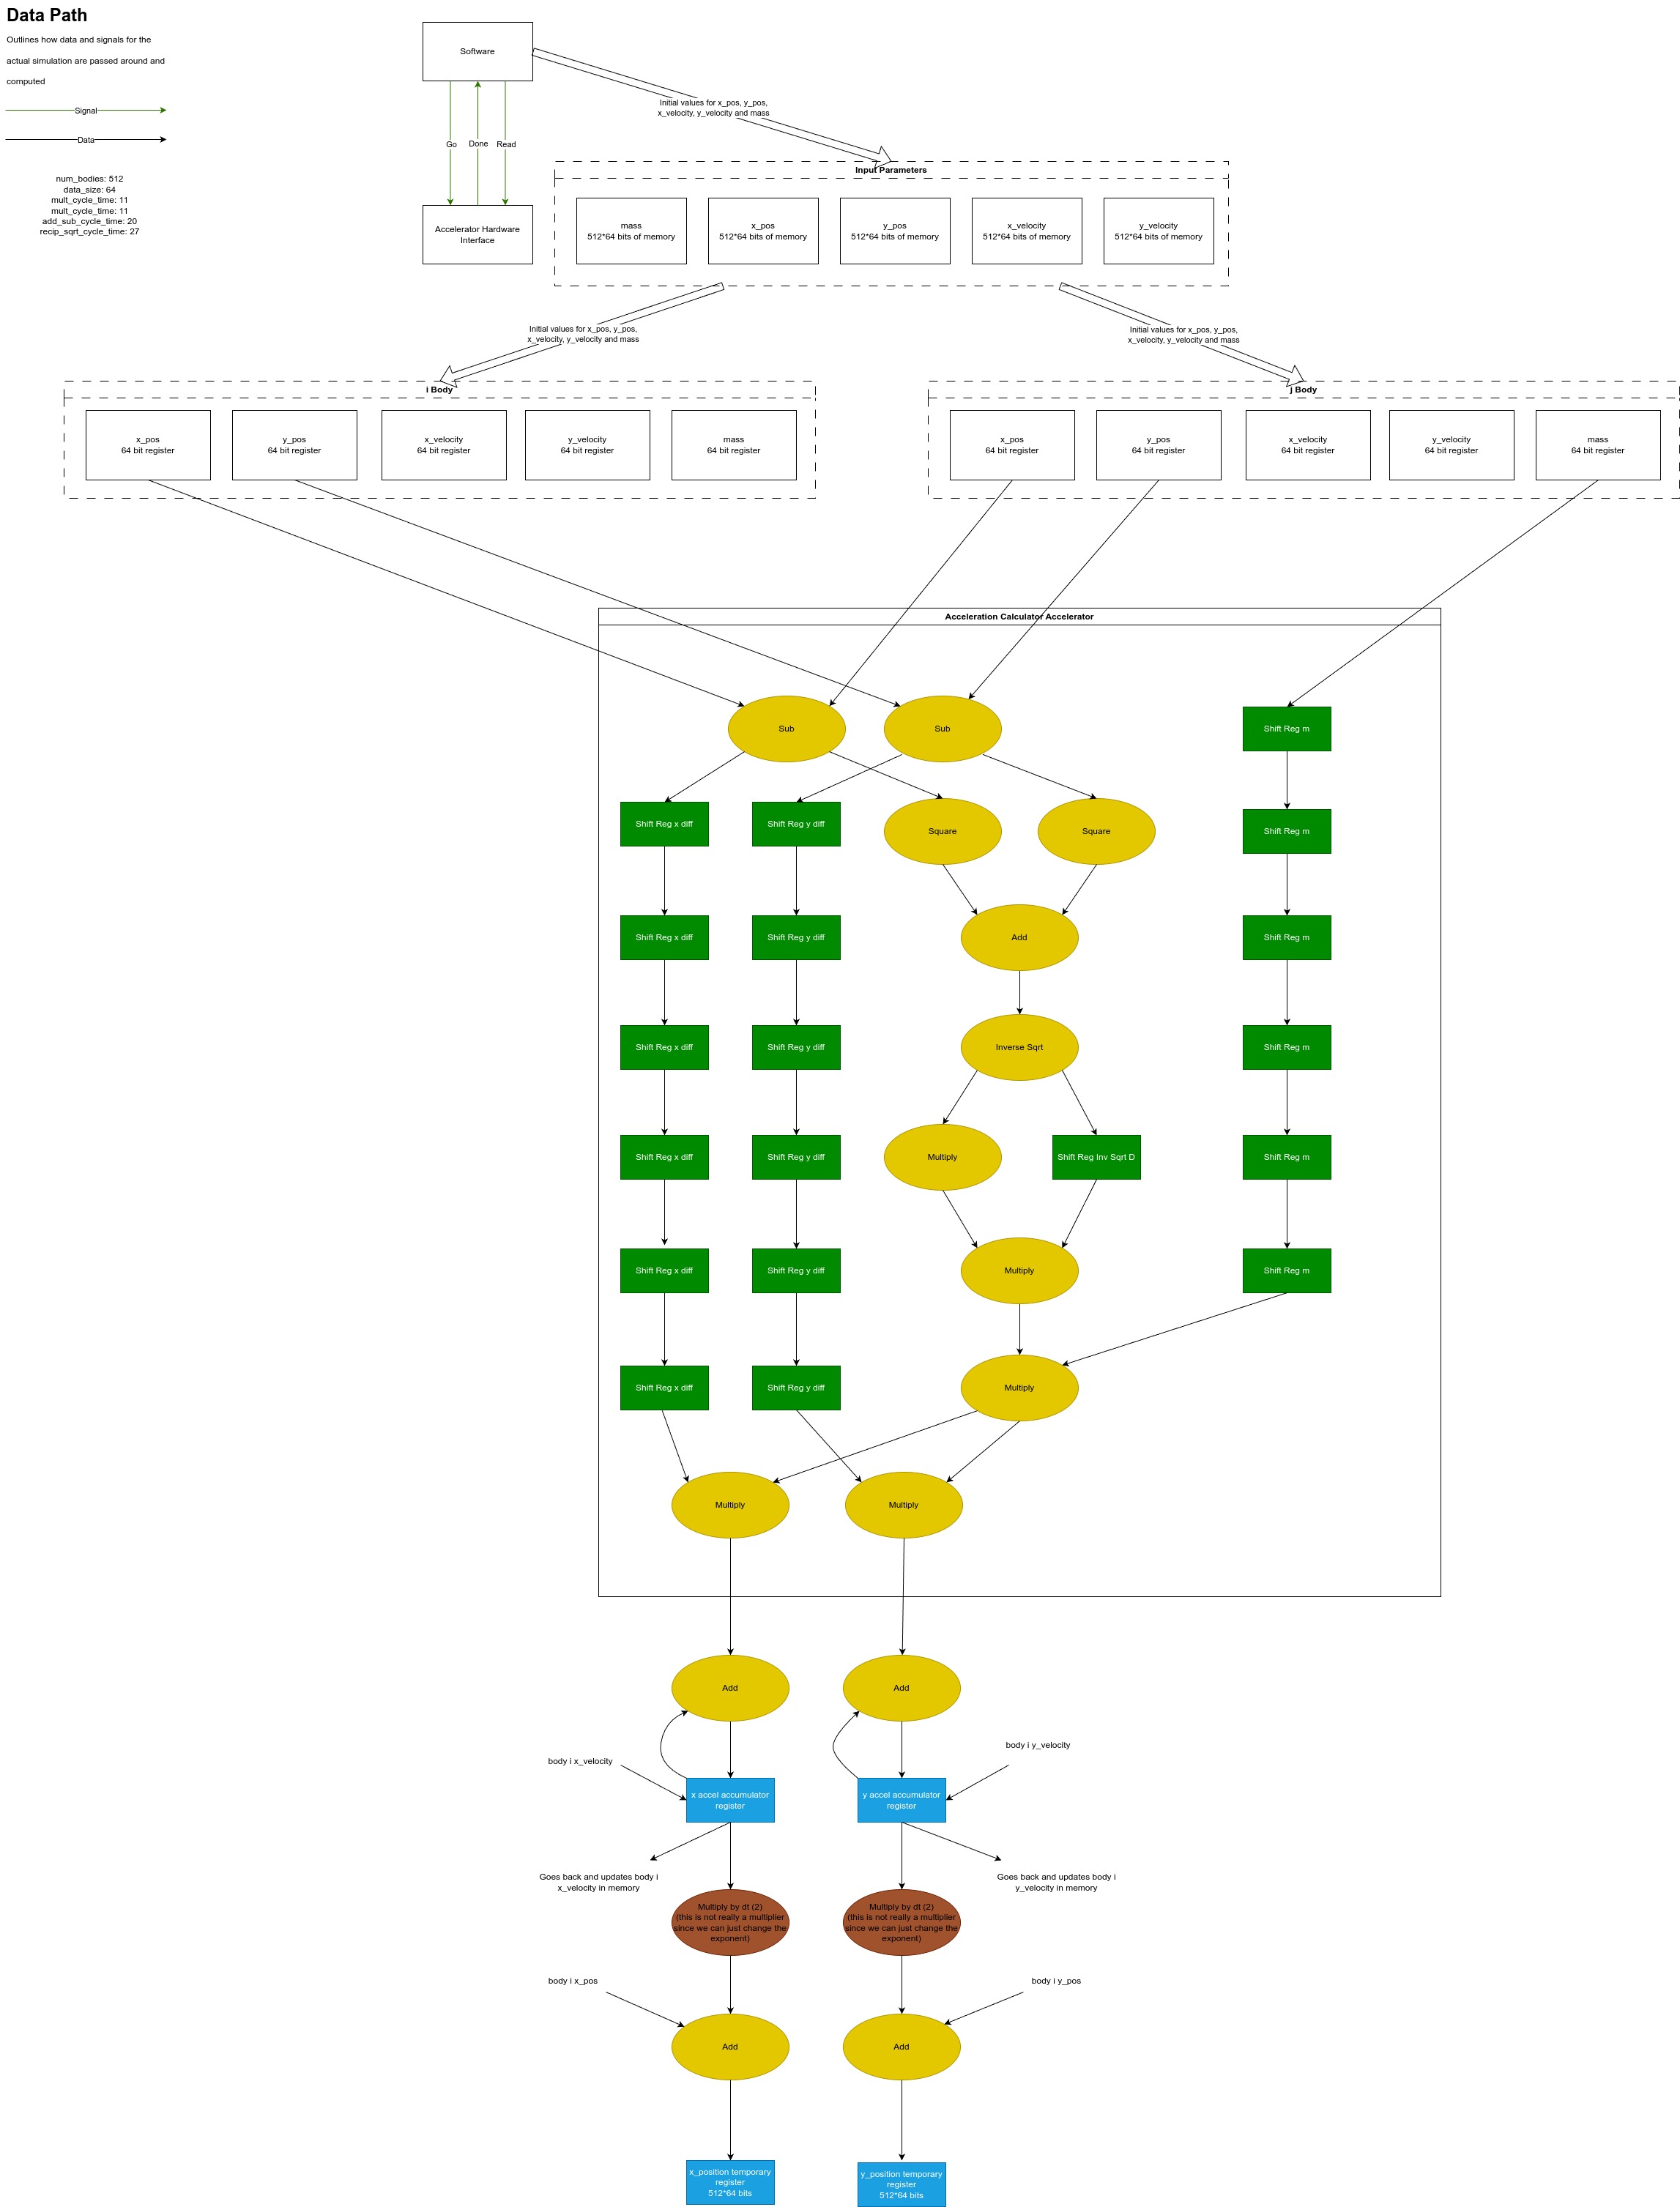 Data Path
Outlines how data and signals for the
actual simulation are passed around and
computed
Signal
Data
num_bodies: 512
data_size: 64
mult_cycle_time: 11
mult_cycle_time: 11
add_sub_cycle_time: 20
recip_sqrt_cycle_time: 27
Software
Go
Done
Read
Accelerator Hardware
Interface
Initial values for x_pos, y_pos,
x_velocity, y_velocity and mass
Input Parameters
mass
512*64 bits of memory
x_pos
512*64 bits of memory
y_pos
512*64 bits of memory
x_velocity
512*64 bits of memory
y_velocity
512*64 bits of memory
Initial values for x_pos, y_pos,
x_velocity, y_velocity and mass
Initial values for x_pos, y_pos,
x_velocity, y_velocity and mass
i Body
x_pos
64 bit register
y_pos
64 bit register
x_velocity
64 bit register
y_velocity
64 bit register
mass
64 bit register
j Body
x_pos
64 bit register
y_pos
64 bit register
x_velocity
64 bit register
y_velocity
64 bit register
mass
64 bit register
Acceleration Calculator Accelerator
Sub
Sub
Shift Reg m
Shift Reg x diff
Shift Reg y diff
Square
Square
Shift Reg m
Shift Reg x diff
Shift Reg y diff
Add
Shift Reg m
Shift Reg x diff
Shift Reg y diff
Inverse Sqrt
Shift Reg m
Shift Reg x diff
Shift Reg y diff
Multiply
Shift Reg Inv Sqrt D
Shift Reg m
Shift Reg x diff
Shift Reg y diff
Multiply
Shift Reg m
Shift Reg x diff
Shift Reg y diff
Multiply
Multiply
Multiply
Add
Add
body i x_velocity
body i y_velocity
x accel accumulator
register
y accel accumulator
register
Goes back and updates body i
x_velocity in memory
Goes back and updates body i
y_velocity in memory
Multiply by dt (2)
(this is not really a multiplier
since we can just change the
exponent)
Multiply by dt (2)
(this is not really a multiplier
since we can just change the
exponent)
body i x_pos
body i y_pos
Add
Add
x_position temporary
register
512*64 bits
y_position temporary
register
512*64 bits